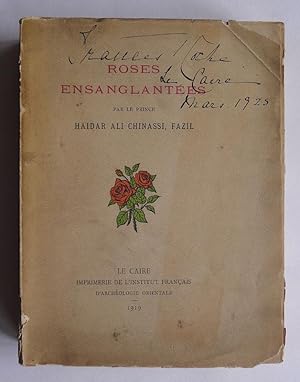 Frances
ROSES
Le Caire
ENSANGLANTÉES
Mars 1925
PAR LE PRINCE
HAIDAR ALI CHINASSI, FAZIL
LE CAIRE
IMPRIMERIE DE L'INSTITUT FRANÇAIS
D'ARCHÉOLOGIE ORIENTALE
1919